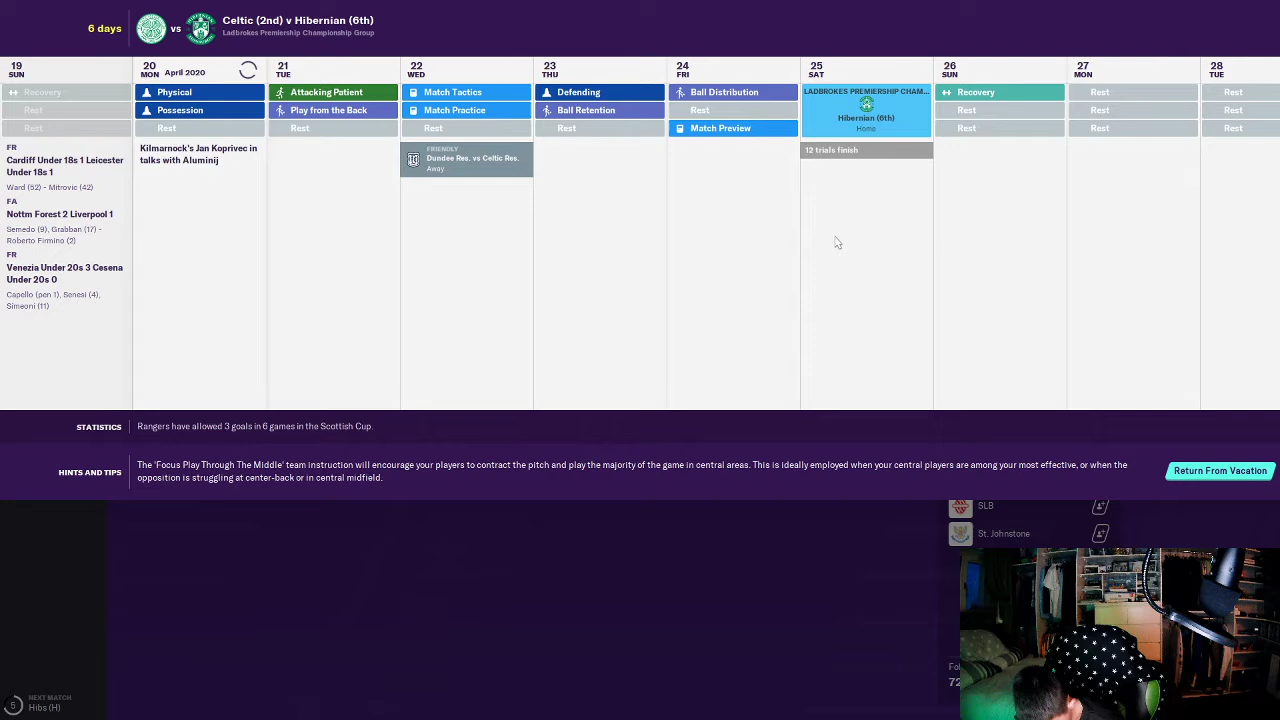 6 days
vs
Celtic (2nd) v Hibernian (6th)
Ladbrokes Premiership Championship Group
19
SUN
20
MON April 2020
21
TUE
22
WED
23
THU
24
FRI
25
SAT
26
SUN
27
MON
28
TUE
Recovery
Physical
Attacking Patient
Match Tactics
Defending
Ball Distribution
LADBROKES PREMIERSHIP CHAM...
Recovery
Rest
Rest
Rest
Possession
Play from the Back
Match Practice
Ball Retention
Rest
Hibernian (6th)
Rest
Rest
Rest
Rest
Rest
Rest
Rest
Rest
Match Preview
Home
Rest
Rest
Rest
FR
Cardiff Under 18s 1 Leicester
Under 18s 1
Ward (52) - Mitrovic (42)
FA
Nottm Forest 2 Liverpool 1
Semedo (9), Grabban (17) -
Roberto Firmino (2)
FR
Venezia Under 20s 3 Cesena
Under 20s 0
Capello (pen 1), Senesi (4),
Simeoni (11)
Kilmarnock's Jan Koprivec in
talks with Aluminij
FRIENDLY
Dundee Res. vs Celtic Res.
Away
12 trials finish
STATISTICS
Rangers have allowed 3 goals in 6 games in the Scottish Cup.
HINTS AND TIPS
The 'Focus Play Through The Middle' team instruction will encourage your players to contract the pitch and play the majority of the game in central areas. This is ideally employed when your central players are among your most effective, or when the
opposition is struggling at center-back or in central midfield.
Return From Vacation
SLB
St. Johnstone
5
NEXT MATCH
Hibs (H)